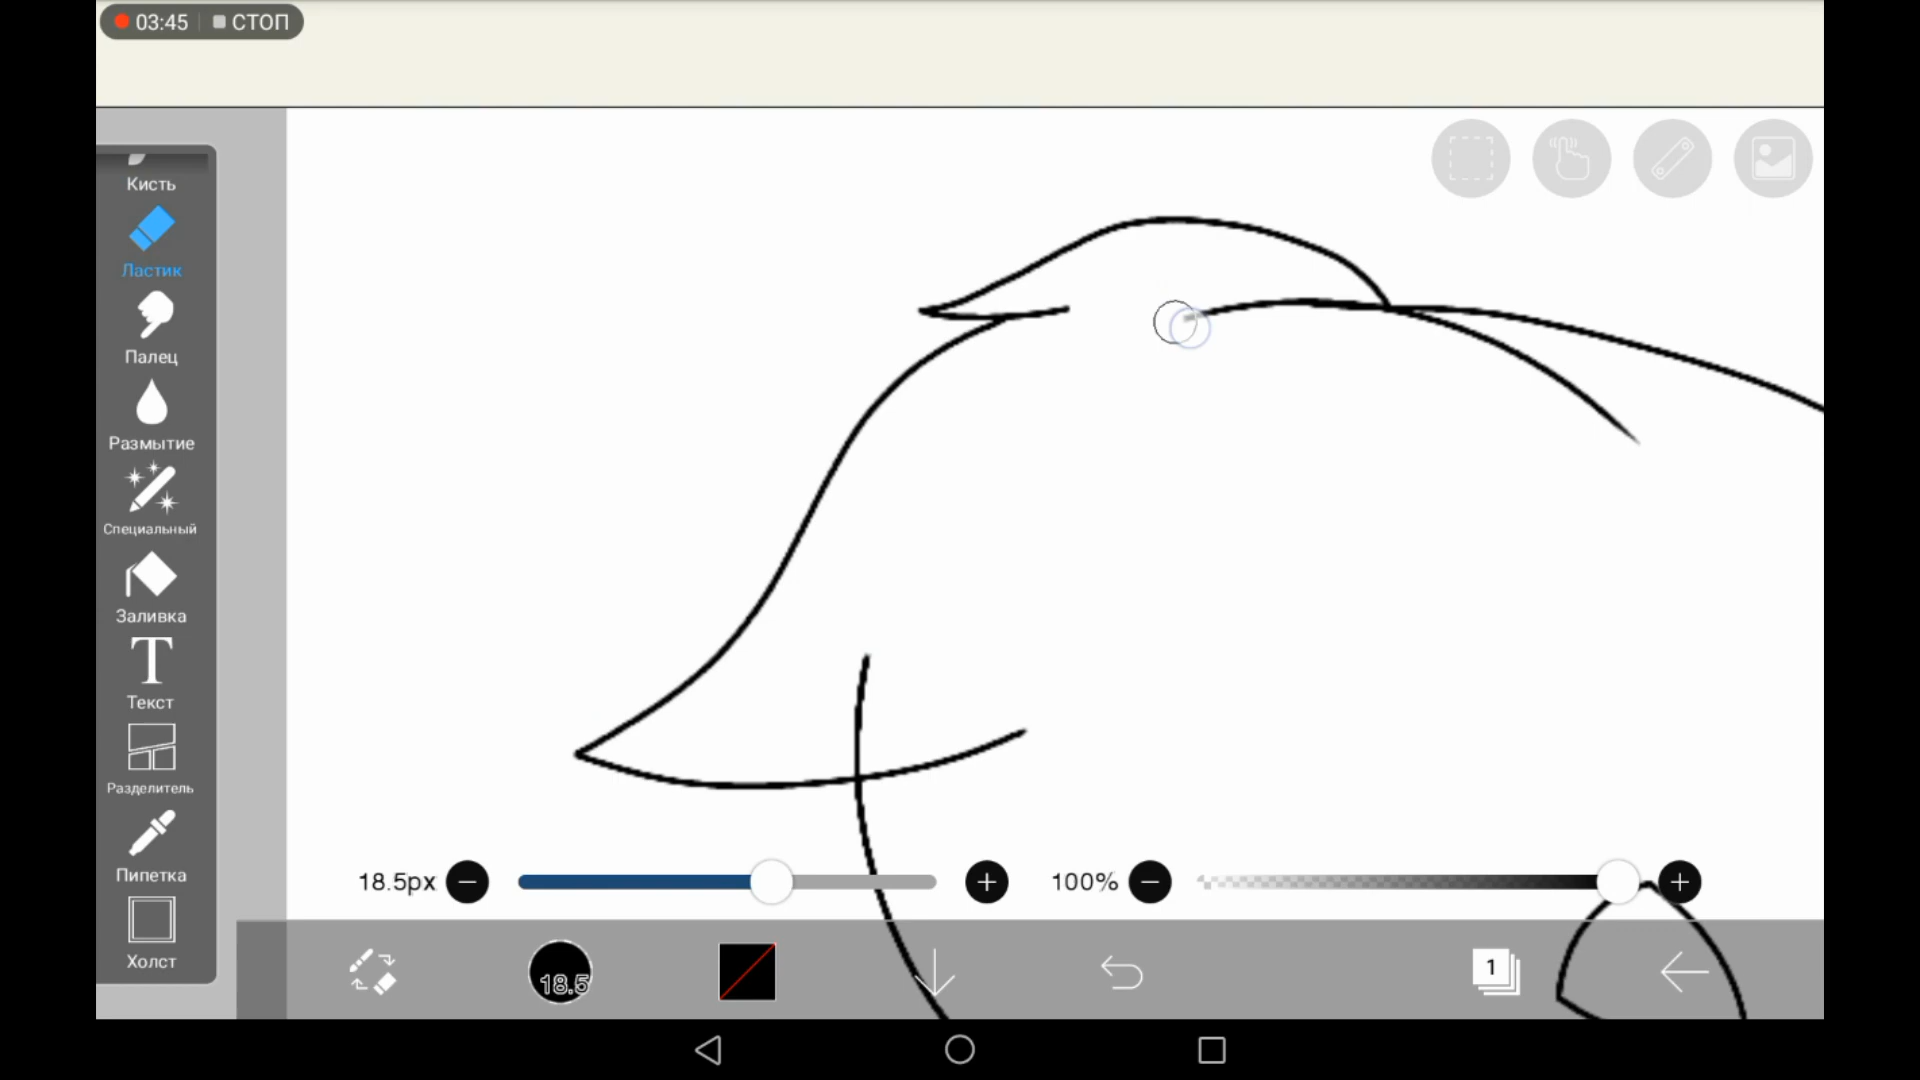 03:45 СТОП
Кисть
Ластик
Палец
Размытие
Специальный
Заливка
T
Текст
Разделитель
Пипетка
Холст
18.5px
100%
18.5
1